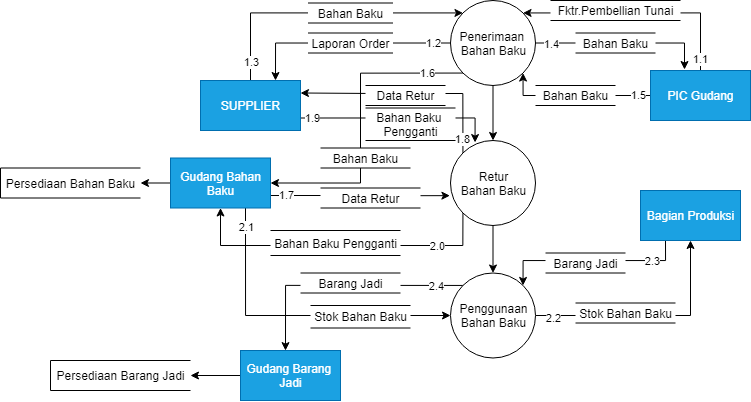 Bahan Baku
Fktr.Pembellian Tunai
Penerimaan
Bahan Baku
Laporan Order
1.2
1.4
Bahan Baku
1.3
1.1
1.6
SUPPLIER
Data Retur
Bahan Baku
1.5
PIC Gudang
1.9
Bahan Baku
Pengganti
1.8
Bahan Baku
Persediaan Bahan Baku
Gudang Bahan
Baku
Retur
Bahan Baku
1.7
Data Retur
2.1
Bagian Produksi
Bahan Baku Pengganti
2.0
Barang Jadi
2.3
Barang Jadi
2.4
Stok Bahan Baku
Penggunaan
Bahan Baku
2.2
Stok Bahan Baku
Persediaan Barang Jadi
Gudang Barang
Jadi